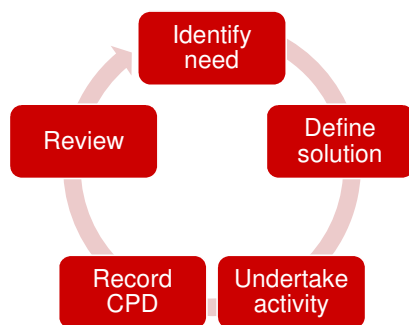 Identify
need
Define
solution
Undertake
activity
Record
CPD
Review